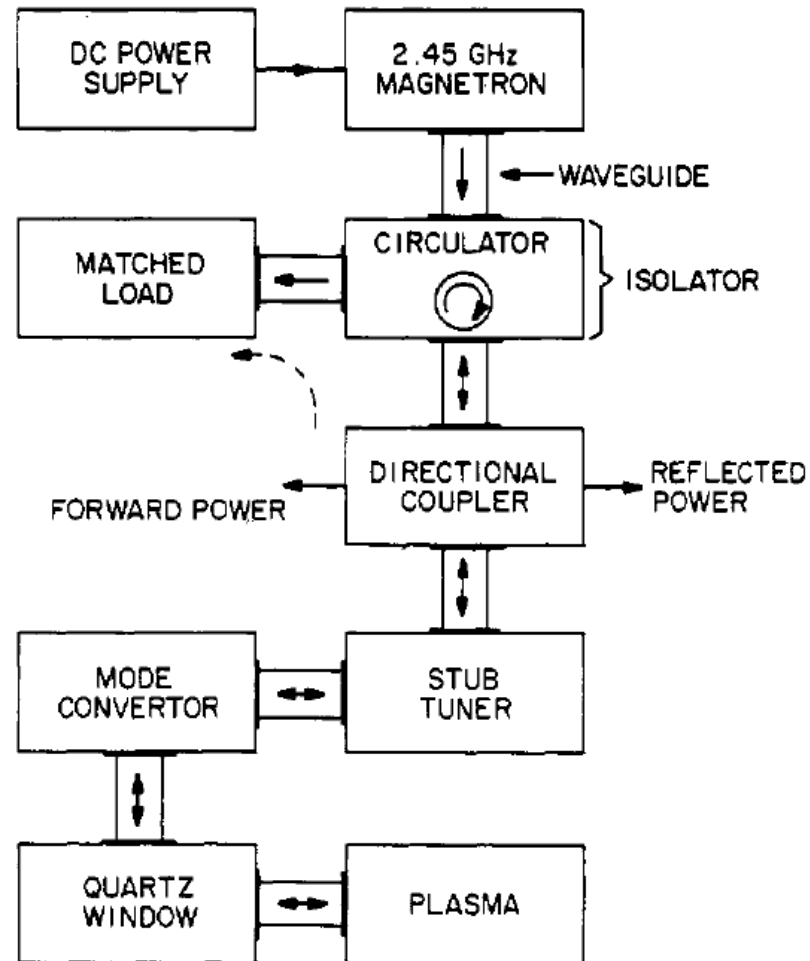 DC POWER
SUPPLY
2.45 GHz
MAGNETRON
WAVEGUIDE
MATCHED
LOAD
CIRCULATOR
ISOLATOR
FORWARD POWER
DIRECTIONAL
COUPLER
REFLECTED
POWER
MODE
CONVERTOR
STUB
TUNER
QUARTZ
WINDOW
PLASMA